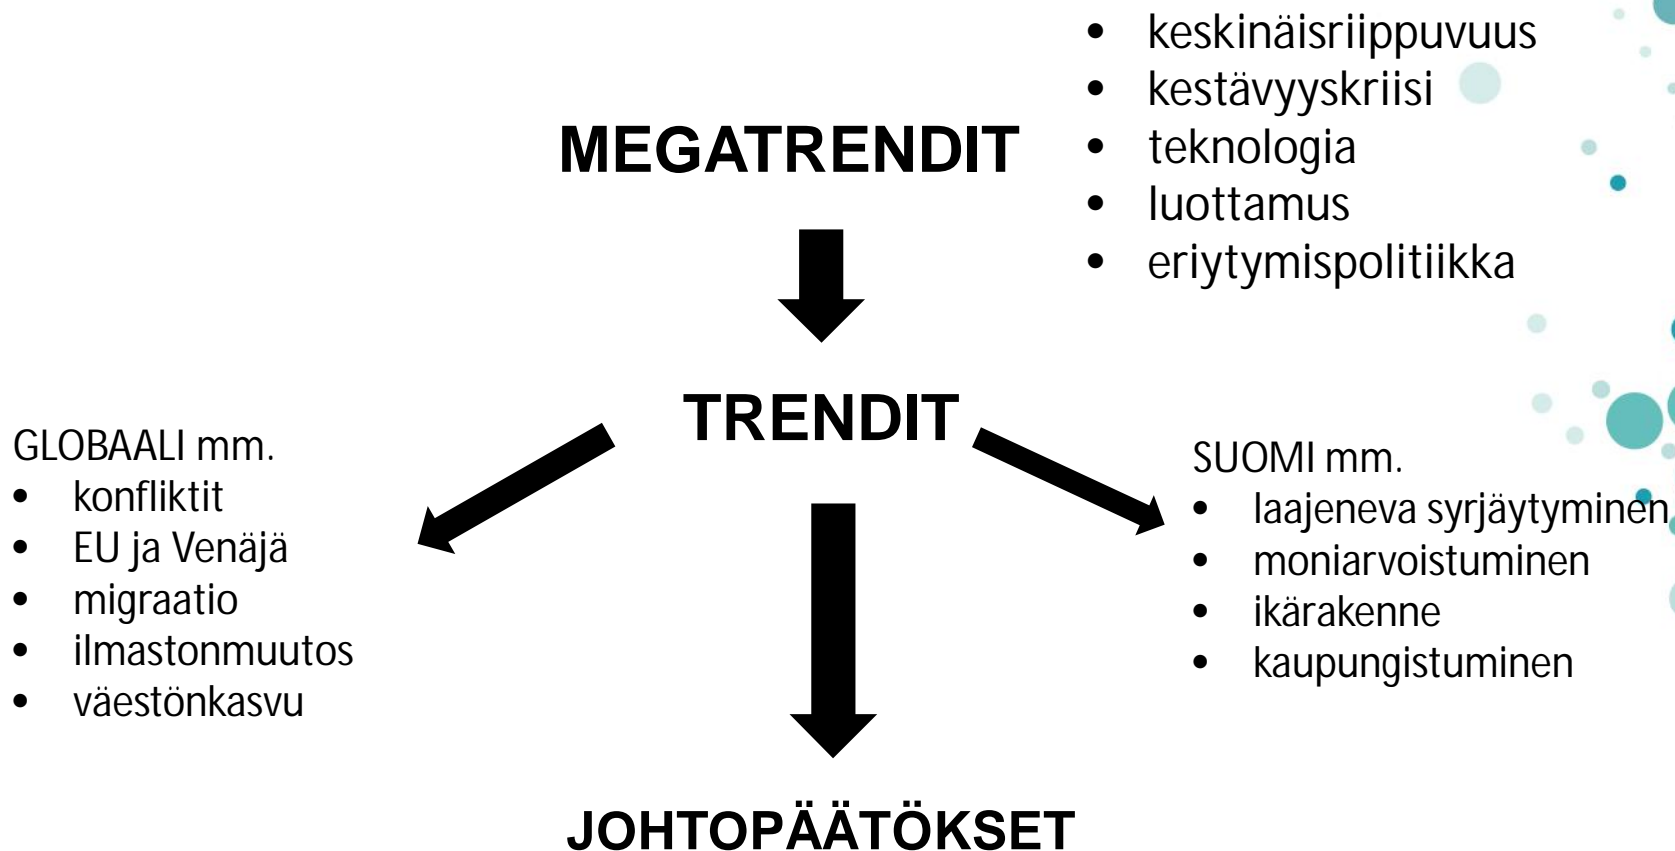 • keskinäisriippuvuus
• kestävyyskriisi
• teknologia
• luottamus
• eriytymispolitiikka
MEGATRENDIT
TRENDIT
GLOBAALI mm.
• konfliktit
• EU ja Venäjä
• migraatio
• ilmastonmuutos
• väestönkasvu
SUOMI mm.
• laajeneva syrjäytyminen
• moniarvoistuminen
• ikärakenne
• kaupungistuminen
JOHTOPÄÄTÖKSET